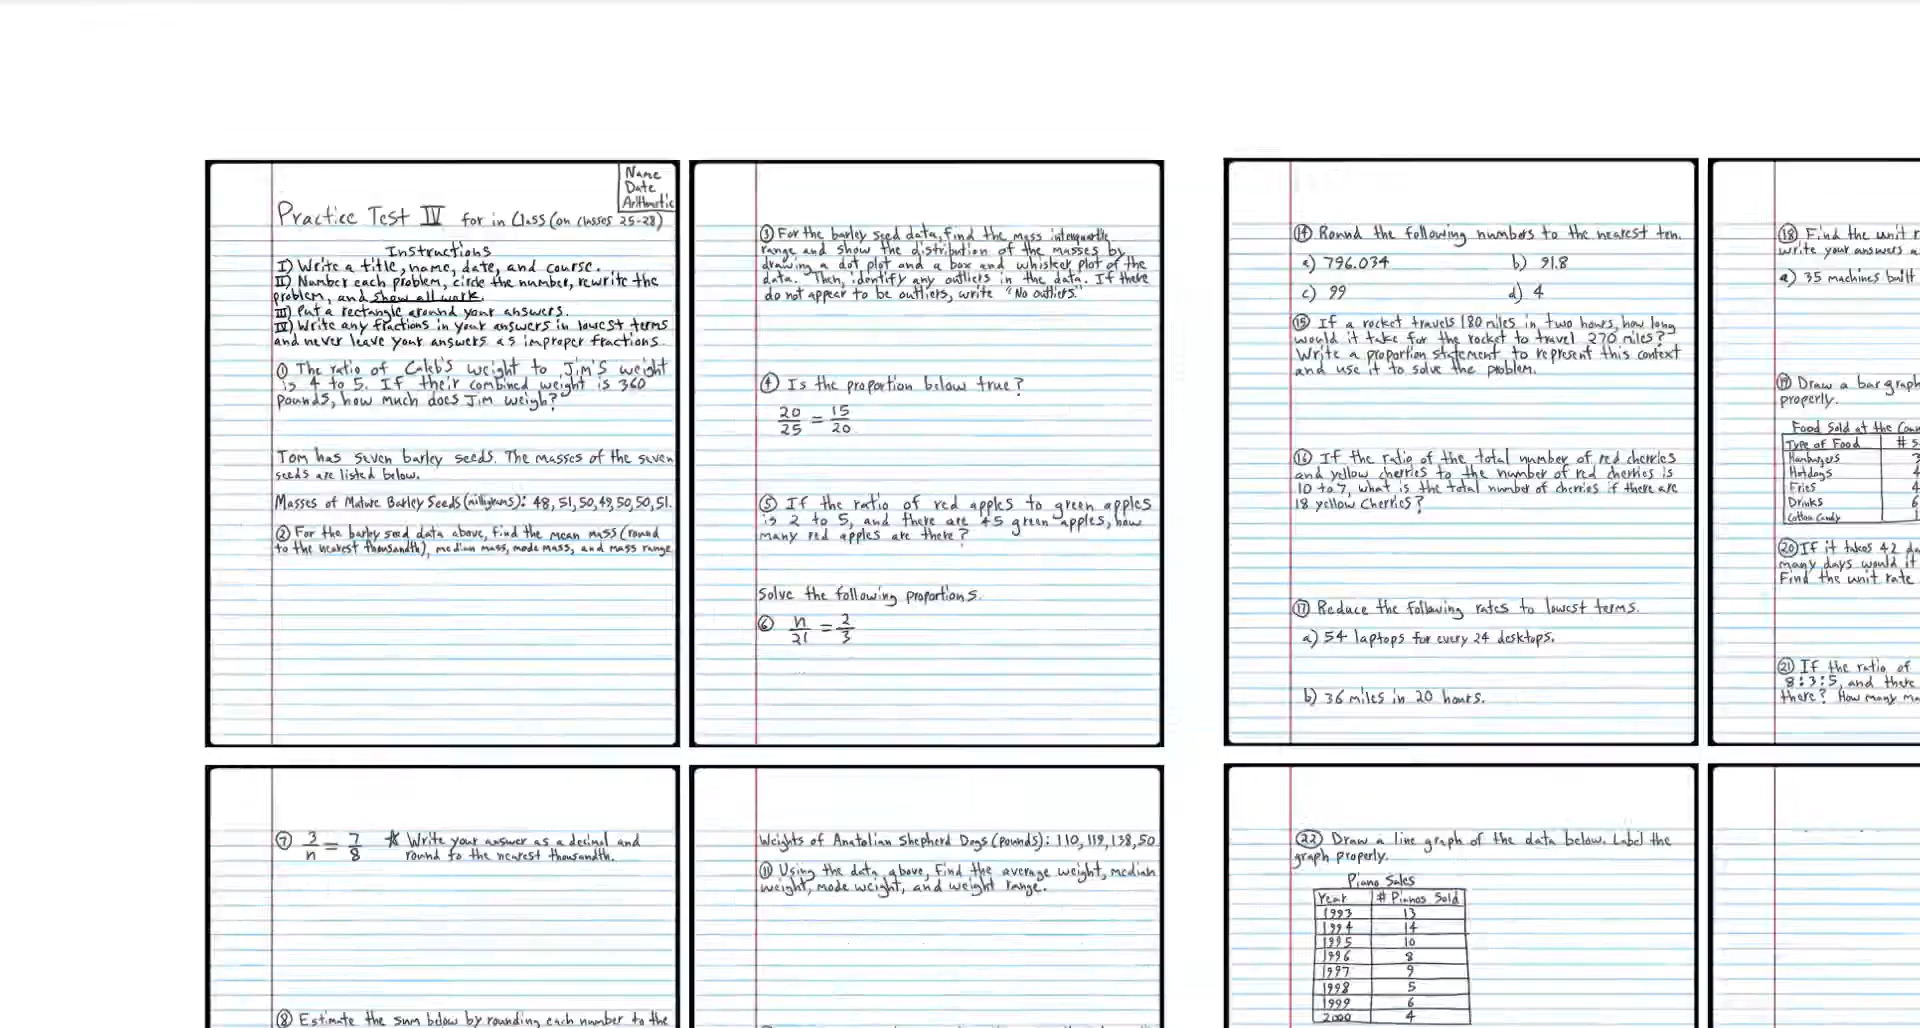 Name
Date
Arithmetic
Practice Test IV for in Class (on classes 25-28)
Instructions
I) Write a title, name, date, and course.
II) Number each problem, circle the number, rewrite the
problem, and show all work.
III) Put a rectangle around your answers.
IV) Write any fractions in your answers in lowest terms
and never leave your answers as improper fractions.
① The ratio of Caleb's weight to Jim's weight
is 4 to 5. If their combined weight is 360
pounds, how much does Jim weigh?
Tom has seven barley seeds. The masses of the seven
seeds are listed below.
Masses of Mature Barley Seeds (milligrams): 48, 51, 50, 49, 50, 50, 51.
② For the barley seed data above, find the mean mass (round
to the nearest thousandth), median mass, mode mass, and mass range
③ For the barley seed data, find the mass interquartile
range and show the distribution of the masses by
drawing a dot plot and a box and whisker plot of the
data. Then, identify any outliers in the data. If there
do not appear to be outliers, write "No outliers."
④ Is the proportion below true?
20/25 = 15/20
⑤ If the ratio of red apples to green apples
is 2 to 5, and there are 45 green apples, how
many red apples are there?
Solve the following proportions.
⑥ n/21 = 2/3
⑭ Round the following numbers to the nearest ten.
a) 796.034 b) 91.8
c) 99 d) 4
⑮ If a rocket travels 180 miles in two hours, how long
would it take for the rocket to travel 270 miles?
Write a proportion statement to represent this context
and use it to solve the problem.
⑯ If the ratio of the total number of red cherries
and yellow cherries to the number of red cherries is
10 to 7, what is the total number of cherries if there are
18 yellow cherries?
⑰ Reduce the following rates to lowest terms.
a) 54 laptops for every 24 desktops.
b) 36 miles in 20 hours.
⑱ Find the unit
write your answers
a) 35 machines built
⑲ Draw a bar graph
properly.
Food Sold at the
Type of Food #
Hamburgers
Hotdogs
Fries
Drinks
Cotton Candy
⑳ If it takes 42
many days would it
Find the unit rate
㉑ If the ratio of
8:3:5, and there
there? How many
⑦ 3/n = 7/8 * Write your answer as a decimal and
round to the nearest thousandth.
⑧ Estimate the sum below by rounding each number to the
Weights of Anatolian Shepherd Dogs (pounds): 110, 119, 138, 50
⑪ Using the data above, find the average weight, median
weight, mode weight, and weight range.
㉒ Draw a line graph of the data below. Label the
graph properly.
Piano Sales
Year # Pianos Sold
1993 13
1994 14
1995 10
1996 8
1997 9
1998 5
1999 6
2000 4